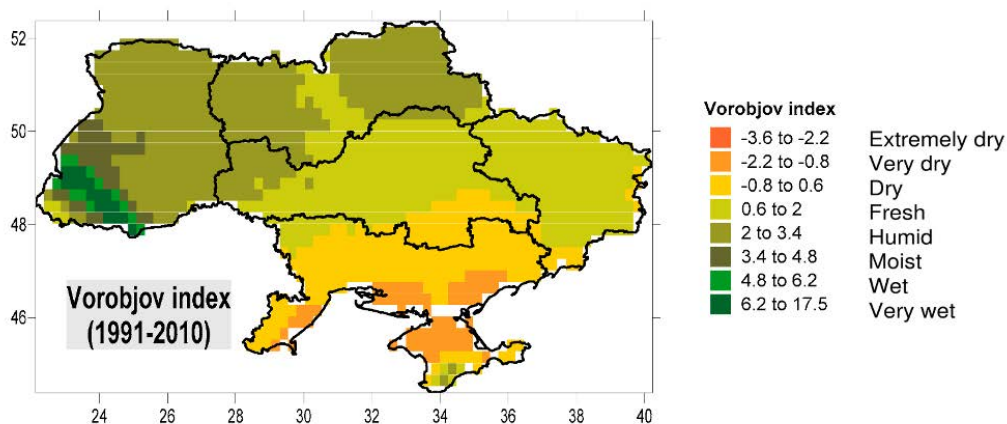 52
50
48
46
24
26
28
30
32
34
36
38
40
Vorobjov index
(1991-2010)
Vorobjov index
-3.6 to -2.2 Extremely dry
-2.2 to -0.8 Very dry
-0.8 to 0.6 Dry
0.6 to 2 Fresh
2 to 3.4 Humid
3.4 to 4.8 Moist
4.8 to 6.2 Wet
6.2 to 17.5 Very wet